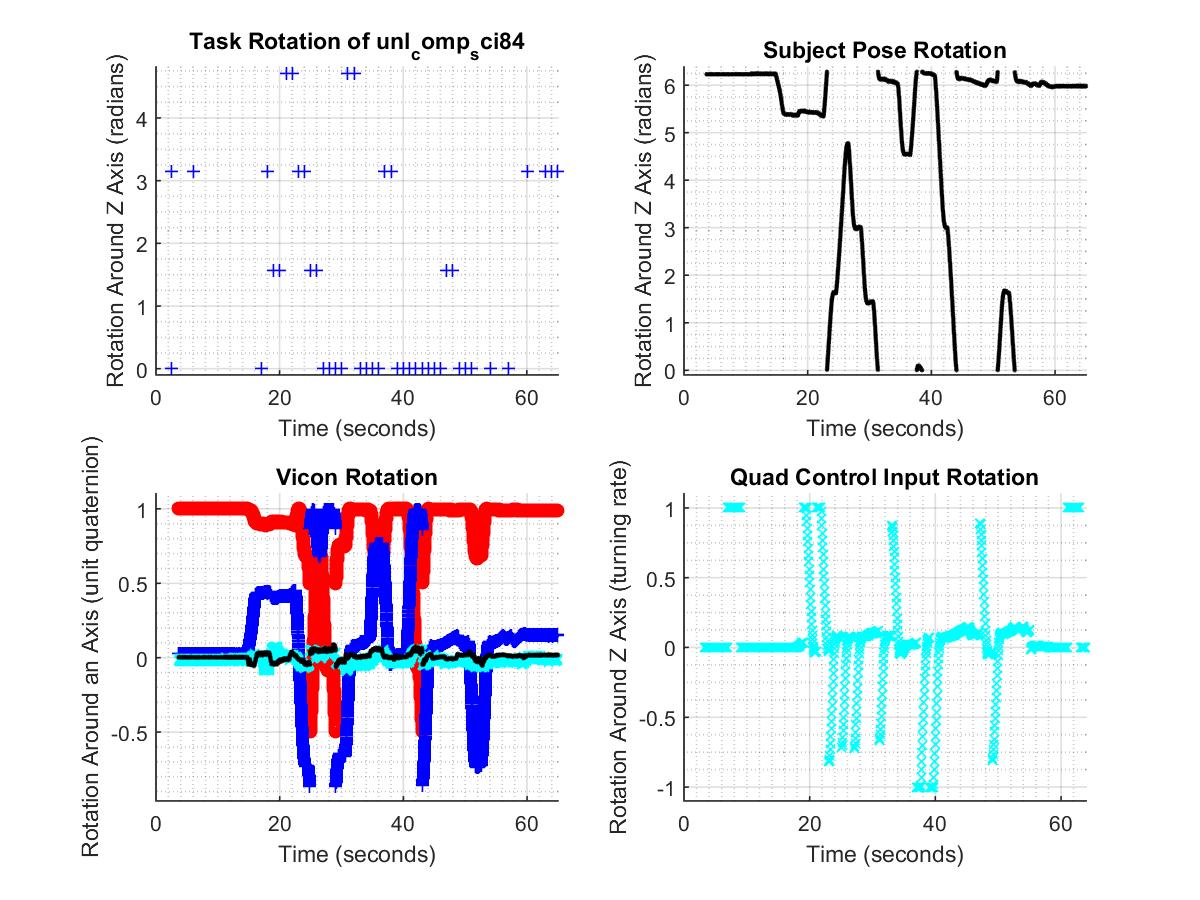 Task Rotation of unl_comp_sci84
Rotation Around Z Axis (radians)
4
3
2
1
0
0 20 40 60
Time (seconds)
Subject Pose Rotation
Rotation Around Z Axis (radians)
6
5
4
3
2
1
0
0 20 40 60
Time (seconds)
Vicon Rotation
Rotation Around an Axis (unit quaternion)
1
0.5
0
-0.5
0 20 40 60
Time (seconds)
Quad Control Input Rotation
Rotation Around Z Axis (turning rate)
1
0.5
0
-0.5
-1
0 20 40 60
Time (seconds)